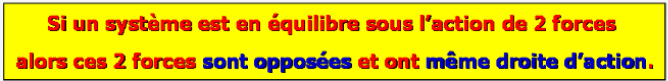 Si un système est en équilibre sous l’action de 2 forces
alors ces 2 forces sont opposées et ont même droite d’action.